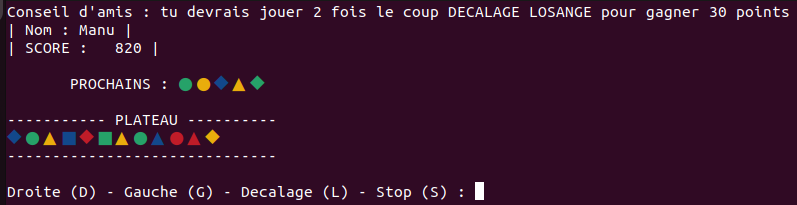 Conseil d'amis : tu devrais jouer 2 fois le coup DECALAGE LOSANGE pour gagner 30 points
| Nom : Manu |
| SCORE :   820 |
PROCHAINS : ●●◆▲◆
----------- PLATEAU ----------
◆●▲■◆■▲●▲●▲◆
------------------------------
Droite (D) - Gauche (G) - Decalage (L) - Stop (S) :